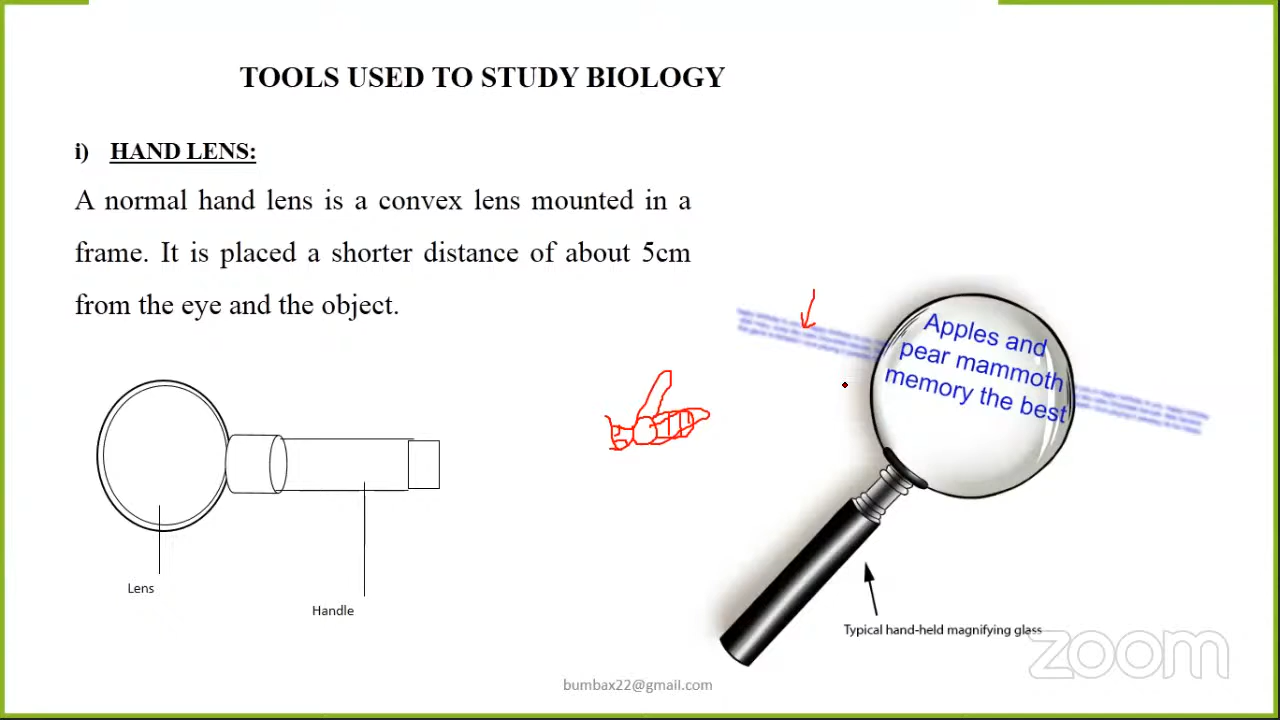 TOOLS USED TO STUDY BIOLOGY
i) HAND LENS:
A normal hand lens is a convex lens mounted in a
frame. It is placed a shorter distance of about 5cm
from the eye and the object.
Apples and
pear mammoth
memory the best
Lens
Handle
Typical hand-held magnifying glass
zoom
bumbax22@gmail.com